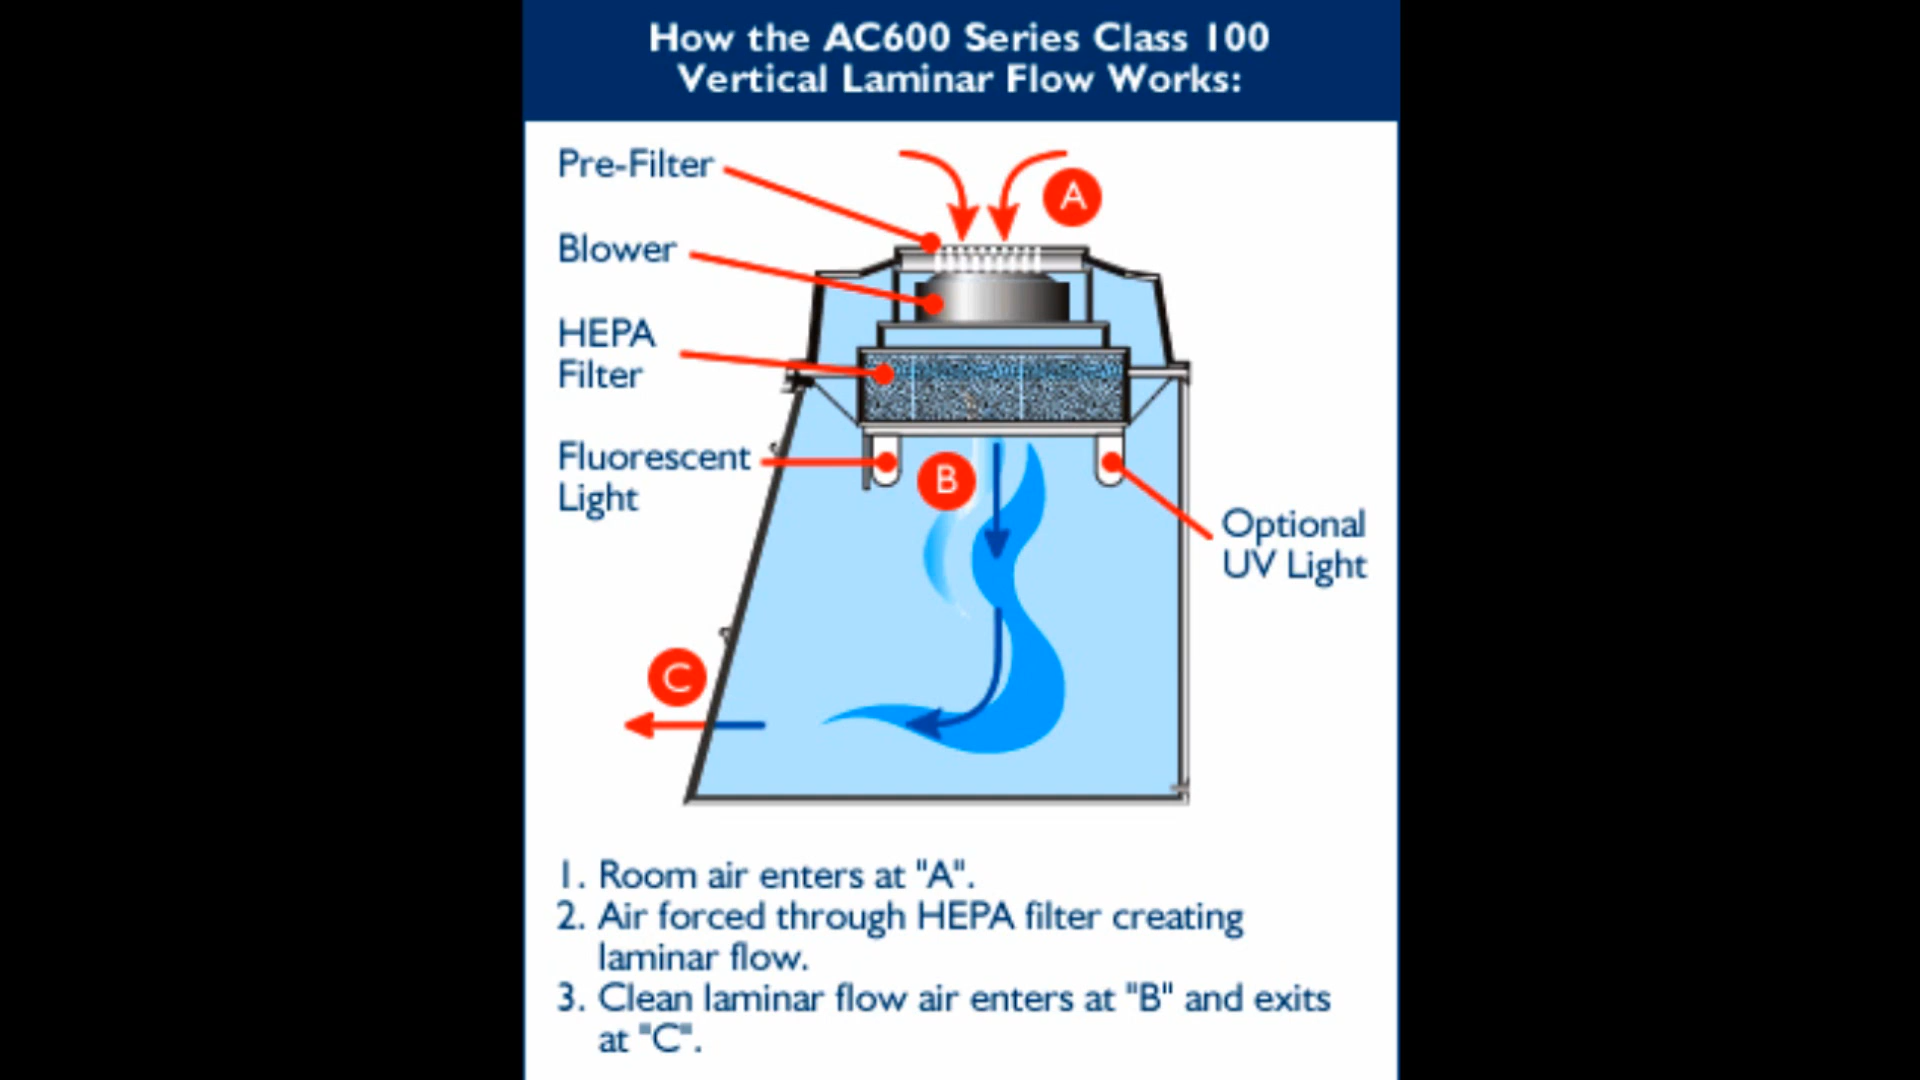 How the AC600 Series Class 100
Vertical Laminar Flow Works:
Pre-Filter
A
Blower
HEPA
Filter
Fluorescent
Light
B
Optional
UV Light
C
1. Room air enters at "A".
2. Air forced through HEPA filter creating
laminar flow.
3. Clean laminar flow air enters at "B" and exits
at "C".